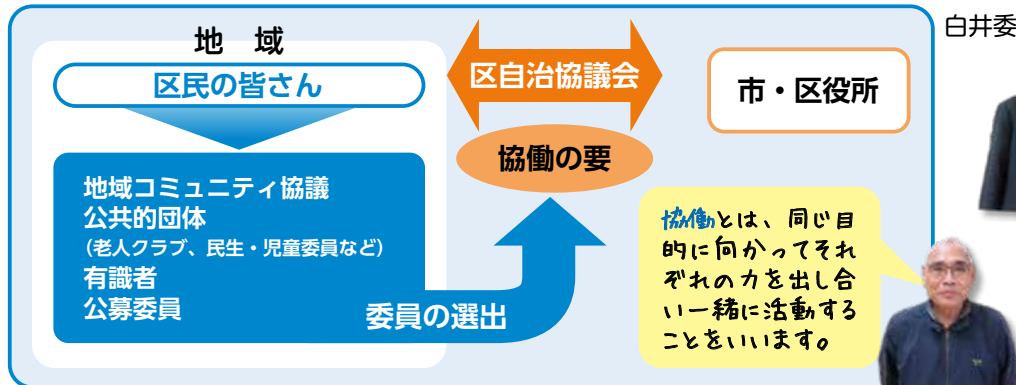 地域
区民の皆さん
地域コミュニティ協議
公共的団体
（老人クラブ、民生・児童委員など）
有識者
公募委員
委員の選出
区自治協議会
協働の要
市・区役所
協働とは、同じ目
的に向かってそれ
ぞれの力を出し合
い一緒に活動する
ことをいいます。
白井委